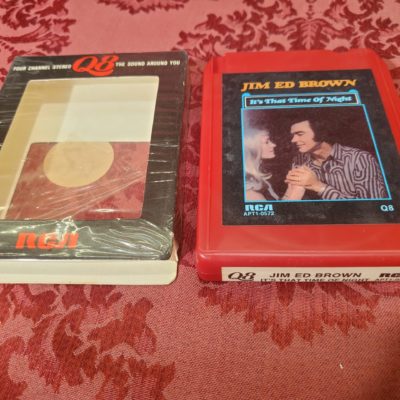 FOUR CHANNEL STEREO Q8 THE SOUND AROUND YOU
RCA
JIM ED BROWN
It's That Time Of Night
RCA
APT1-0572
Q8
Q8 JIM ED BROWN RCA
IT'S THAT TIME OF NIGHT